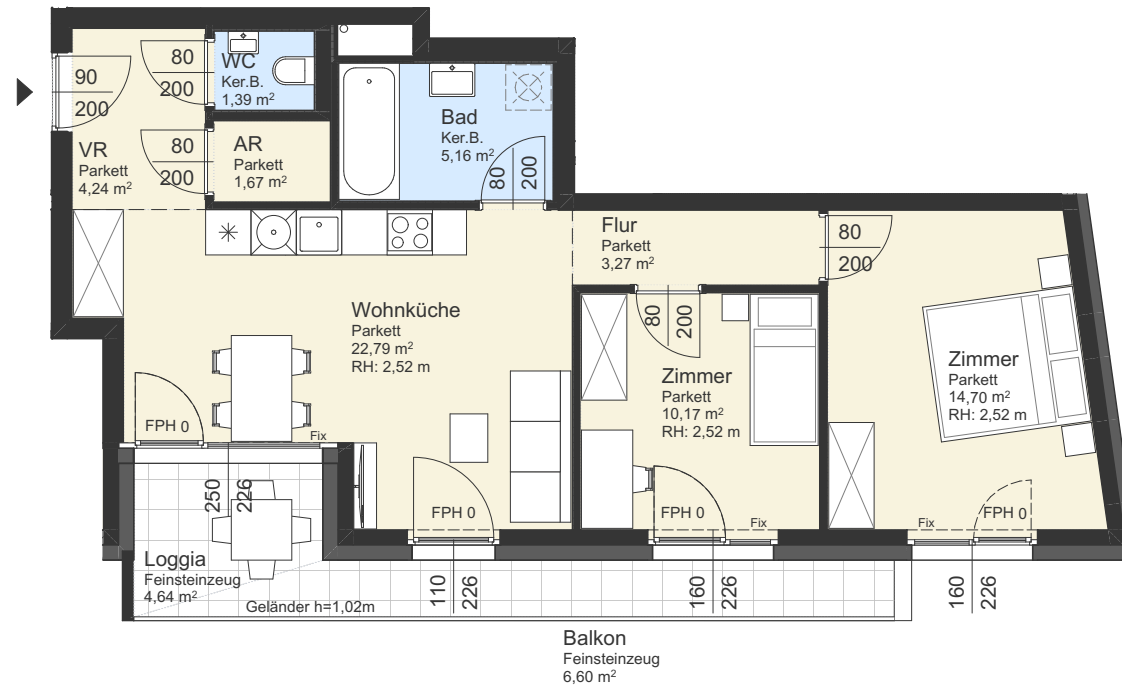 90
200
80
200
WC
Ker.B.
1,39 m²
VR
Parkett
4,24 m²
80
200
AR
Parkett
1,67 m²
Bad
Ker.B.
5,16 m²
80
200
Flur
Parkett
3,27 m²
80
200
Wohnküche
Parkett
22,79 m²
RH: 2,52 m
80
200
Zimmer
Parkett
10,17 m²
RH: 2,52 m
Zimmer
Parkett
14,70 m²
RH: 2,52 m
FPH 0
Fix
250
226
FPH 0
FPH 0
Fix
Fix
FPH 0
Loggia
Feinsteinzeug
4,64 m²
Geländer h=1,02m
110
226
160
226
160
226
Balkon
Feinsteinzeug
6,60 m²